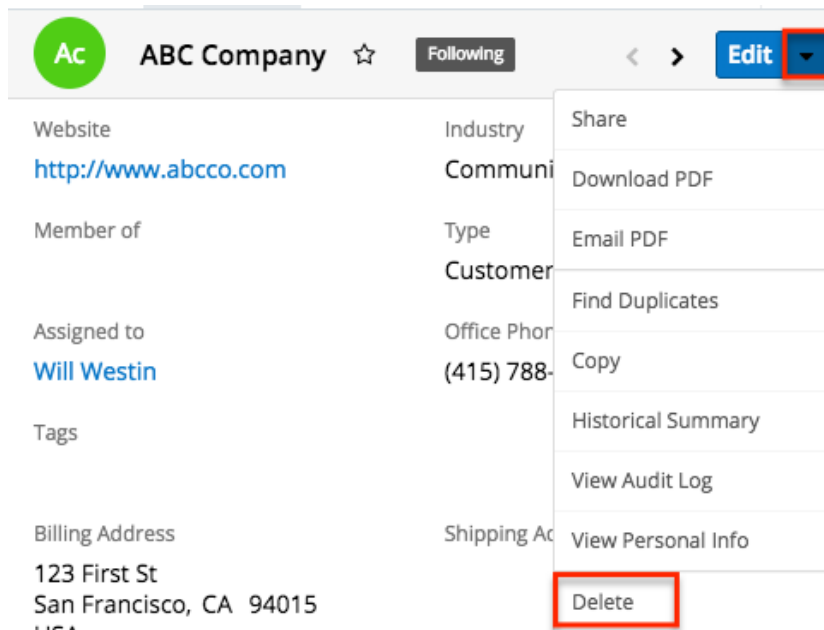 Ac ABC Company Following Edit
Website Industry
http://www.abcco.com Communi
Member of Type
Customer
Assigned to Office Phor
Will Westin (415) 788-
Tags
Billing Address Shipping Ad
123 First St
San Francisco, CA 94015
Share
Download PDF
Email PDF
Find Duplicates
Copy
Historical Summary
View Audit Log
View Personal Info
Delete